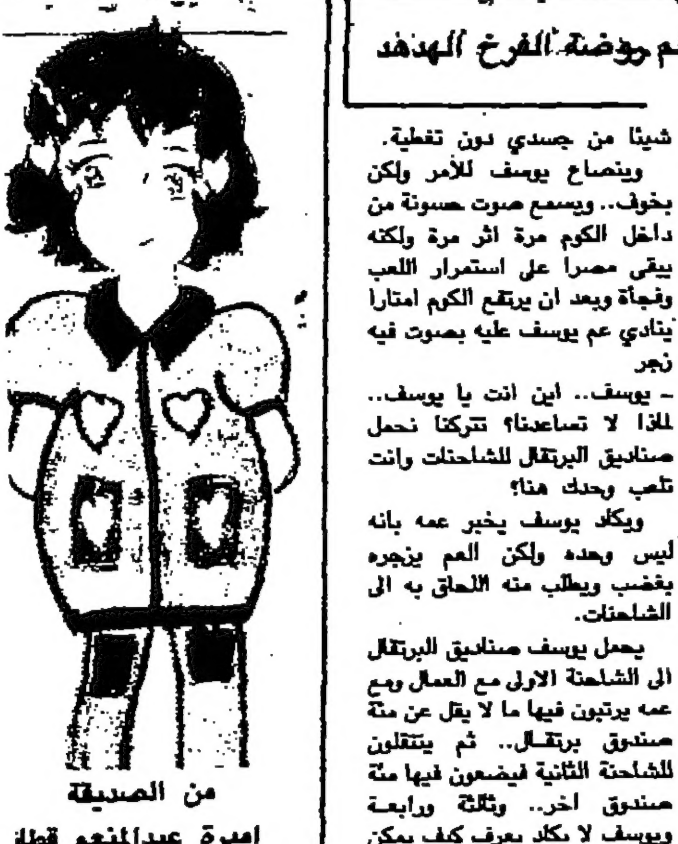 م روضة الفرخ الهدهد
شيئا من جسدي دون تغطية.
وينصاع يوسف للأمر ولكن
بخوف.. ويسمع صوت حسونة من
داخل الكوم مرة اثر مرة ولكنه
يبقى مصرا على استمرار اللعب
وفجأة وبعد ان يرتفع الكوم امتارا
ينادي عم يوسف عليه بصوت فيه
زجر
ـ يوسف.. اين انت يا يوسف..
لماذا لا تساعدنا؟ تتركنا نحمل
صناديق البرتقال للشاحنات وانت
تلعب وحدك هنا؟
ويكاد يوسف يخبر عمه بانه
ليس وحده ولكن العم يزجره
بغضب ويطلب منه اللحاق به الى
الشاحنات.
يحمل يوسف صناديق البرتقال
الى الشاحنة الاولى مع العمال ومع
عمه يرتبون فيها ما لا يقل عن مئة
صندوق برتقال.. ثم ينتقلون
للشاحنة الثانية فيضعون فيها مئة
صندوق اخر.. وثالثة ورابعة
ويوسف لا يكاد يعرف كيف يمكن
من الصديقة
اميرة عبدالمنعم